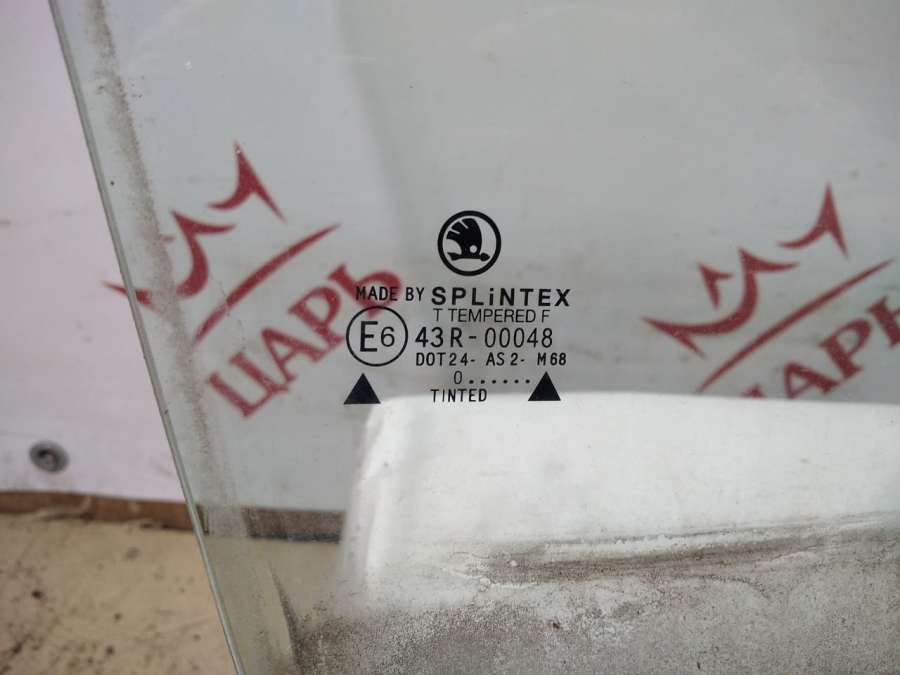 MADE BY SPLiNTEX
T TEMPERED F
E6 43R-00048
DOT24- AS2- M68
0......
TINTED
ЦАРЬ
ЦАРЬ